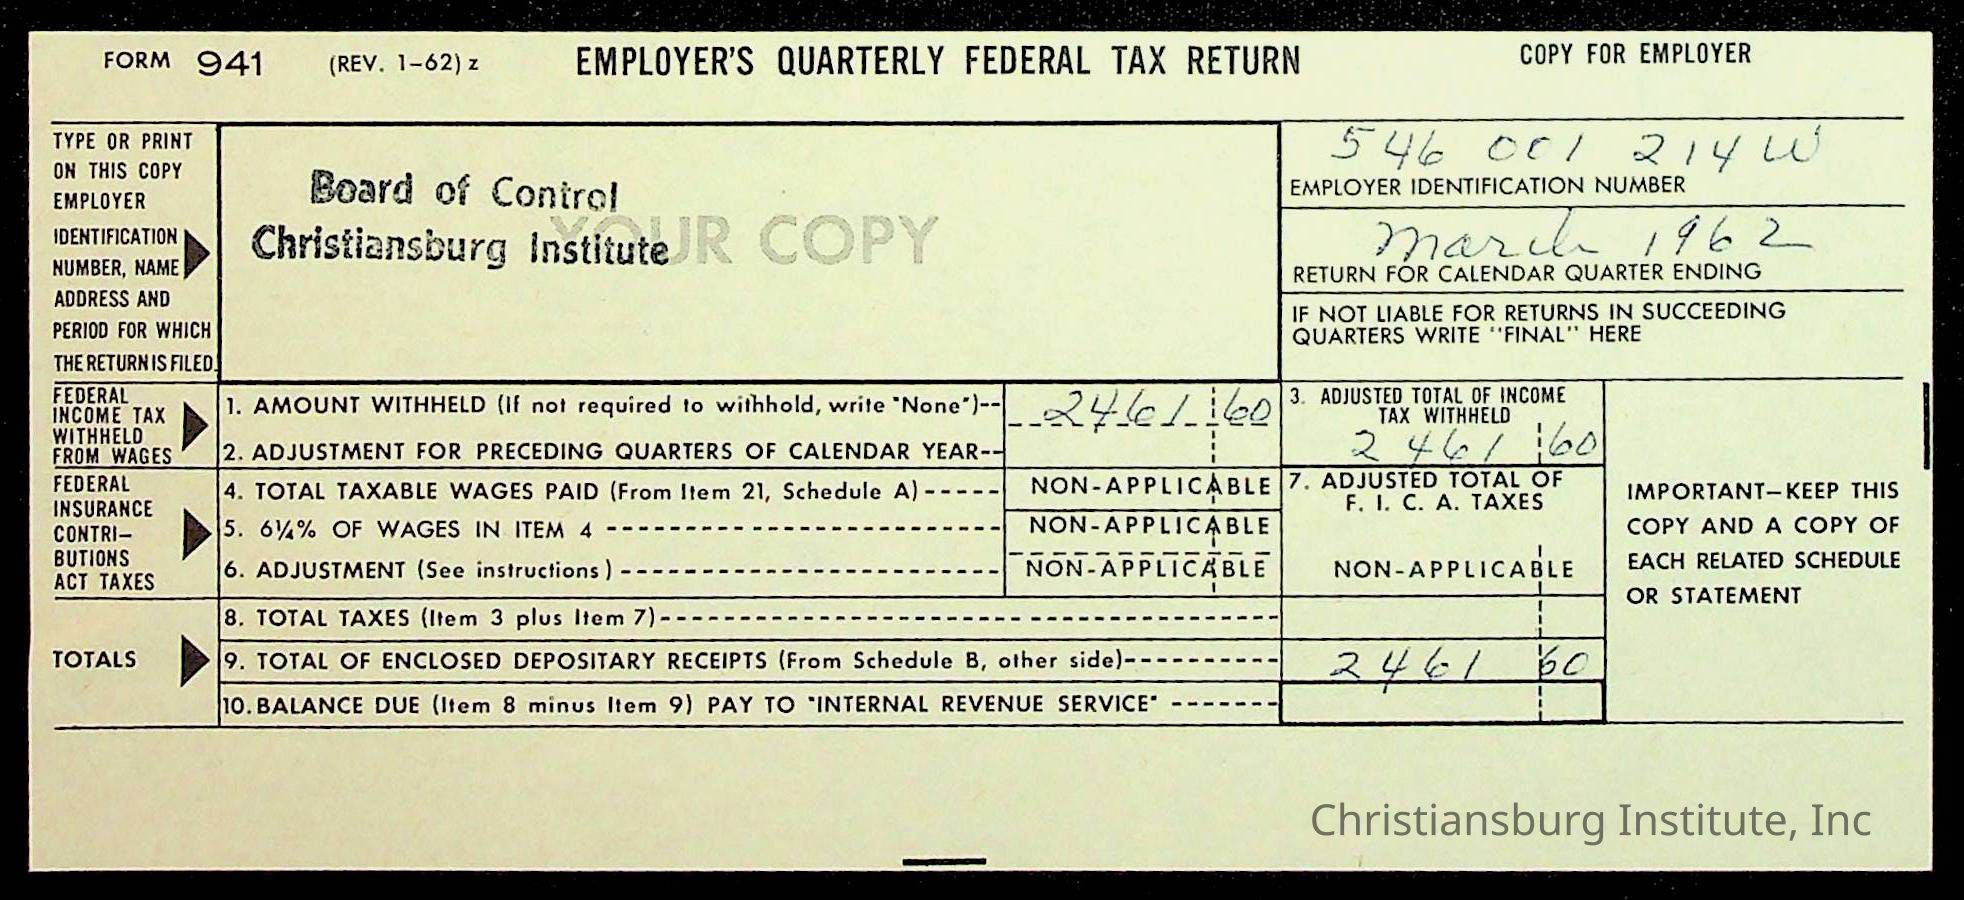 FORM 941 (REV. 1-62) z EMPLOYER'S QUARTERLY FEDERAL TAX RETURN COPY FOR EMPLOYER
TYPE OR PRINT
ON THIS COPY
EMPLOYER
IDENTIFICATION
NUMBER, NAME
ADDRESS AND
PERIOD FOR WHICH
THE RETURN IS FILED.
Board of Control
Christiansburg Institute
YOUR COPY
546 001 214 W
EMPLOYER IDENTIFICATION NUMBER
March 1962
RETURN FOR CALENDAR QUARTER ENDING
IF NOT LIABLE FOR RETURNS IN SUCCEEDING
QUARTERS WRITE "FINAL" HERE
FEDERAL
INCOME TAX
WITHHELD
FROM WAGES
1. AMOUNT WITHHELD (If not required to withhold, write "None")-- 2461 60
2. ADJUSTMENT FOR PRECEDING QUARTERS OF CALENDAR YEAR--
3. ADJUSTED TOTAL OF INCOME
TAX WITHHELD
2461 60
FEDERAL
INSURANCE
CONTRI-
BUTIONS
ACT TAXES
4. TOTAL TAXABLE WAGES PAID (From Item 21, Schedule A)----- NON-APPLICABLE
5. 6¼% OF WAGES IN ITEM 4 ---------------------------- NON-APPLICABLE
6. ADJUSTMENT (See instructions)--------------------------- NON-APPLICABLE
7. ADJUSTED TOTAL OF
F. I. C. A. TAXES
NON-APPLICABLE
IMPORTANT-KEEP THIS
COPY AND A COPY OF
EACH RELATED SCHEDULE
OR STATEMENT
TOTALS
8. TOTAL TAXES (Item 3 plus Item 7)------------------------------------------
9. TOTAL OF ENCLOSED DEPOSITARY RECEIPTS (From Schedule B, other side)---------- 2461 60
10. BALANCE DUE (Item 8 minus Item 9) PAY TO "INTERNAL REVENUE SERVICE" -------
Christiansburg Institute, Inc